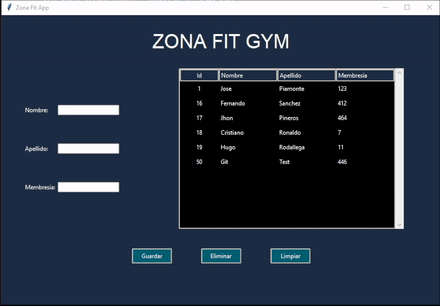 Zona Fit App
ZONA FIT GYM
Id Nombre Apellido Membresia
1 Jose Piamonte 123
16 Fernando Sanchez 412
17 Jhon Pineros 464
18 Cristiano Ronaldo 7
19 Hugo Rodallega 11
50 Git Test 446
Nombre:
Apellido:
Membresia:
Guardar Eliminar Limpiar